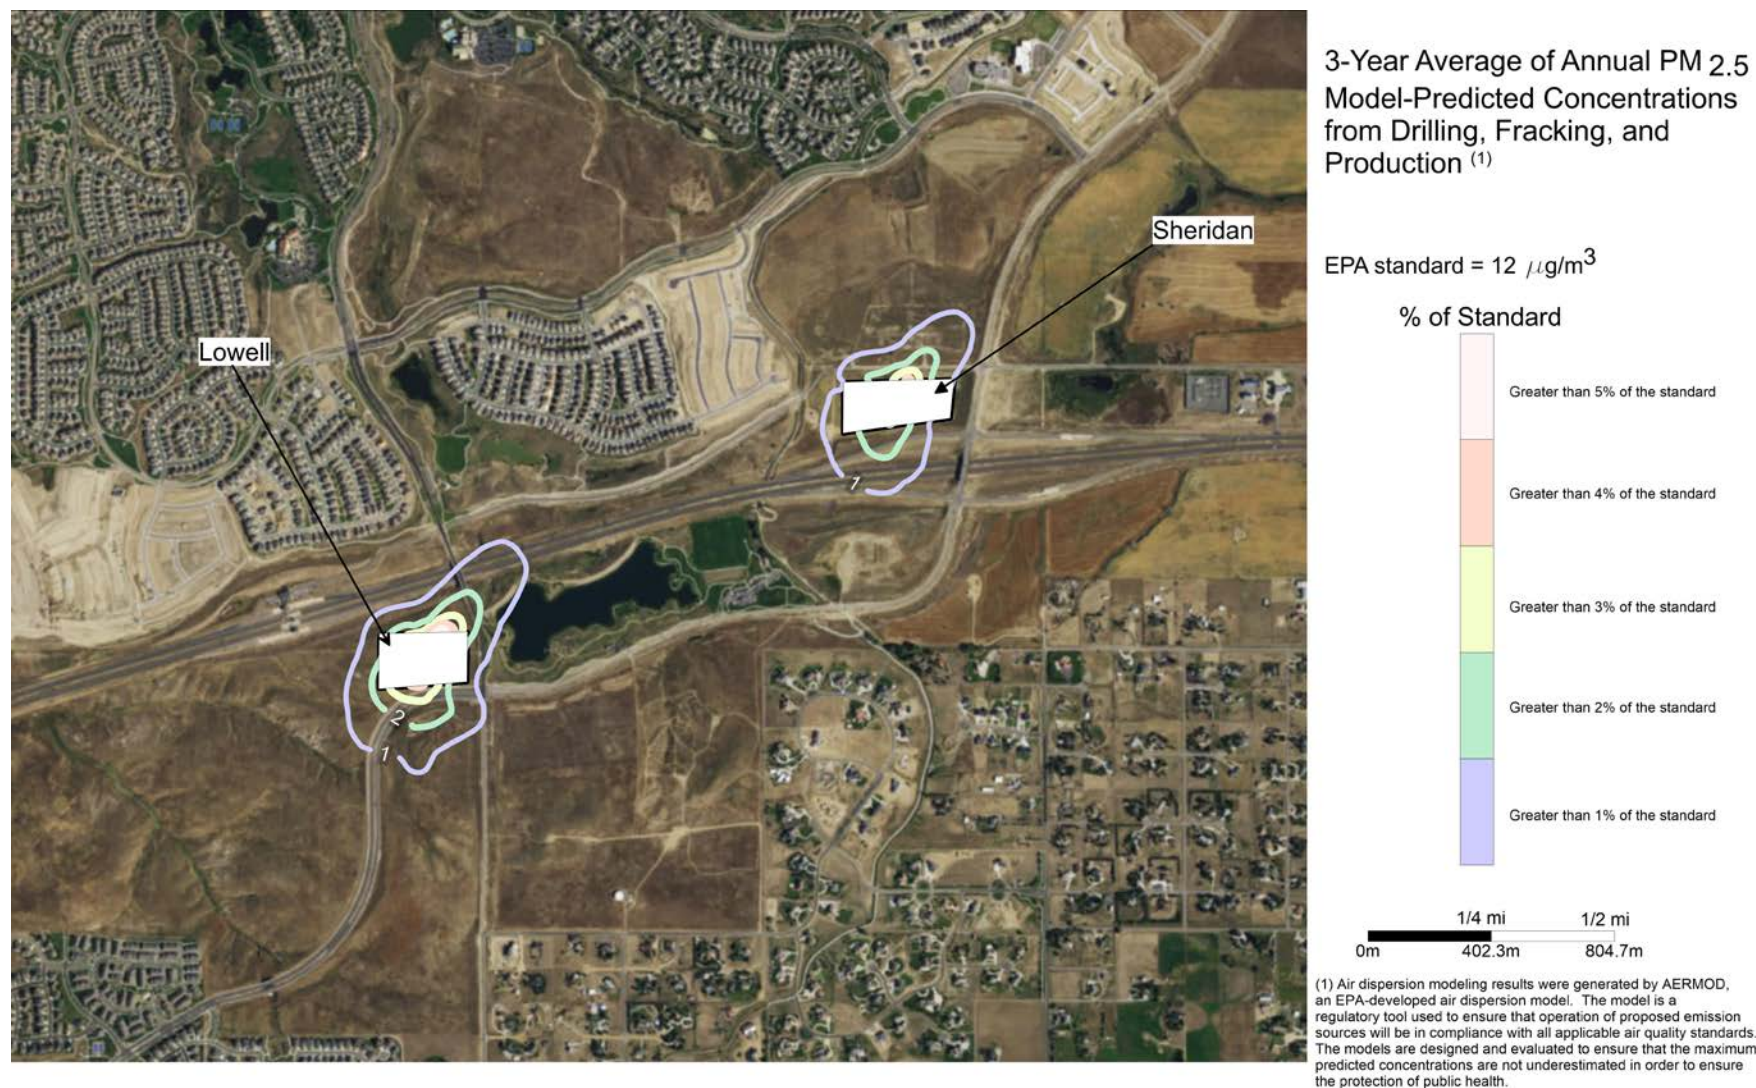 3-Year Average of Annual PM 2.5
Model-Predicted Concentrations
from Drilling, Fracking, and
Production (1)
EPA standard = 12 μg/m3
% of Standard
Greater than 5% of the standard
Greater than 4% of the standard
Greater than 3% of the standard
Greater than 2% of the standard
Greater than 1% of the standard
1/4 mi 1/2 mi
0m 402.3m 804.7m
(1) Air dispersion modeling results were generated by AERMOD,
an EPA-developed air dispersion model. The model is a
regulatory tool used to ensure that operation of proposed emission
sources will be in compliance with all applicable air quality standards.
The models are designed and evaluated to ensure that the maximum
predicted concentrations are not underestimated in order to ensure
the protection of public health.
Sheridan
Lowell
1
2
1